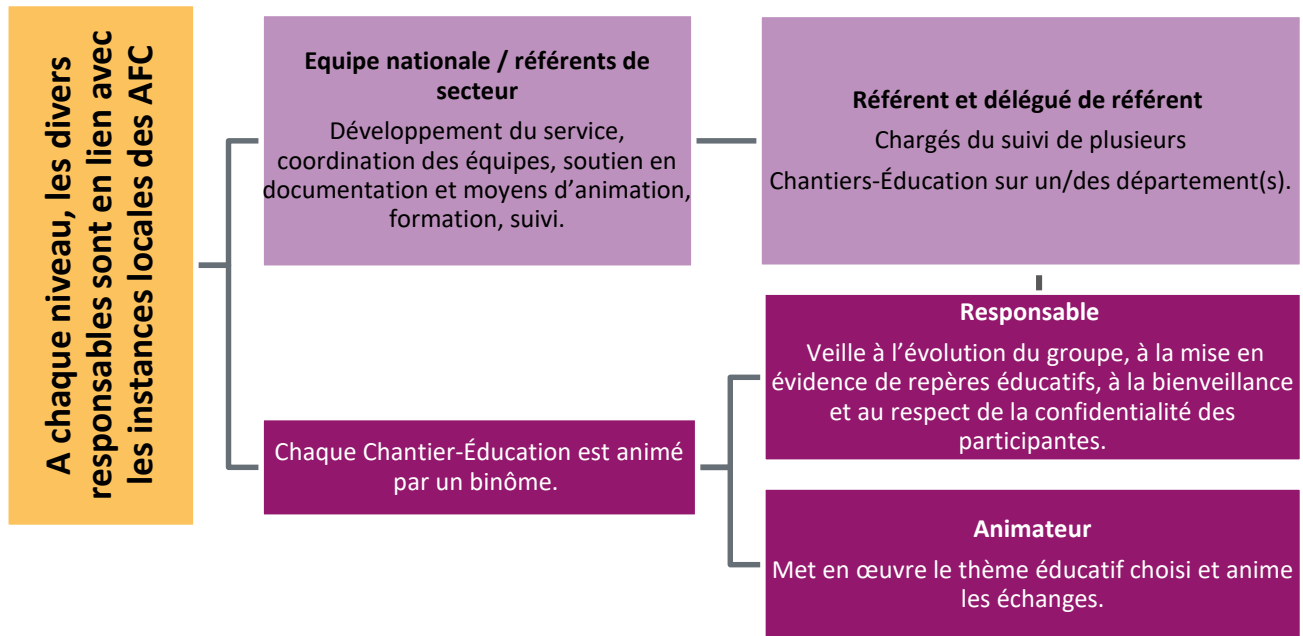 A chaque niveau, les divers
responsables sont en lien avec
les instances locales des AFC
Equipe nationale / référents de
secteur
Développement du service,
coordination des équipes, soutien en
documentation et moyens d’animation,
formation, suivi.
Référent et délégué de référent
Chargés du suivi de plusieurs
Chantiers-Éducation sur un/des département(s).
Chaque Chantier-Éducation est animé
par un binôme.
Responsable
Veille à l’évolution du groupe, à la mise en
évidence de repères éducatifs, à la bienveillance
et au respect de la confidentialité des
participantes.
Animateur
Met en œuvre le thème éducatif choisi et anime
les échanges.